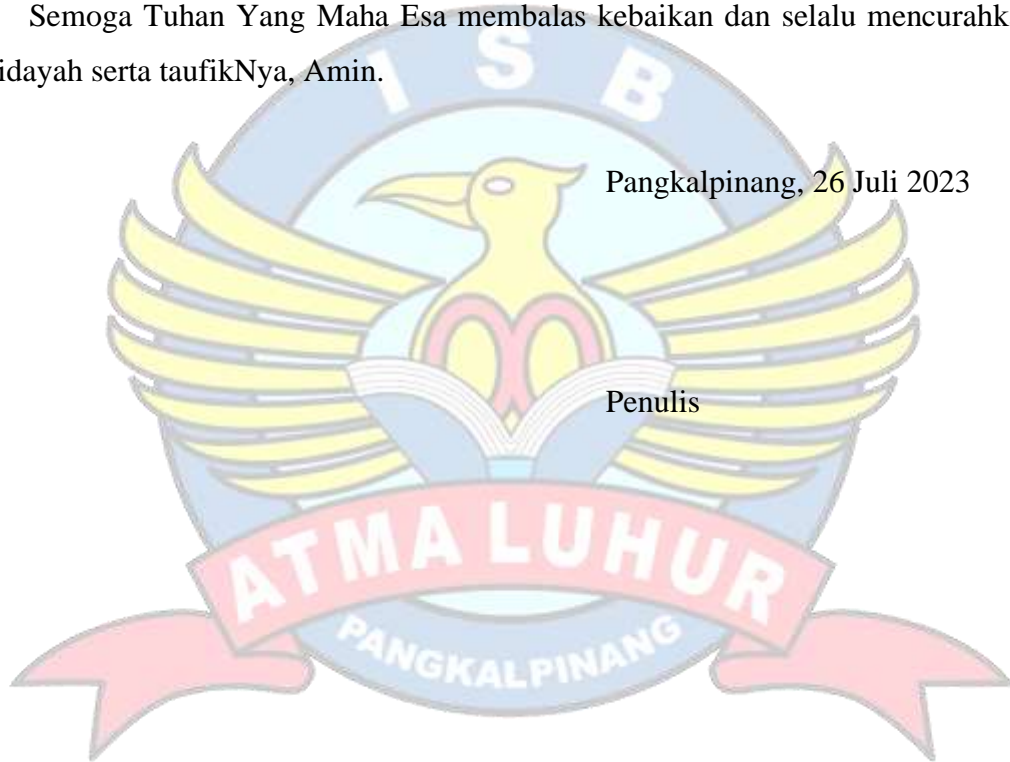 Semoga Tuhan Yang Maha Esa membalas kebaikan dan selalu mencurahk
idayah serta taufikNya, Amin.
I S B
Pangkalpinang, 26 Juli 2023
Penulis
ATMA LUHUR
PANGKALPINANG